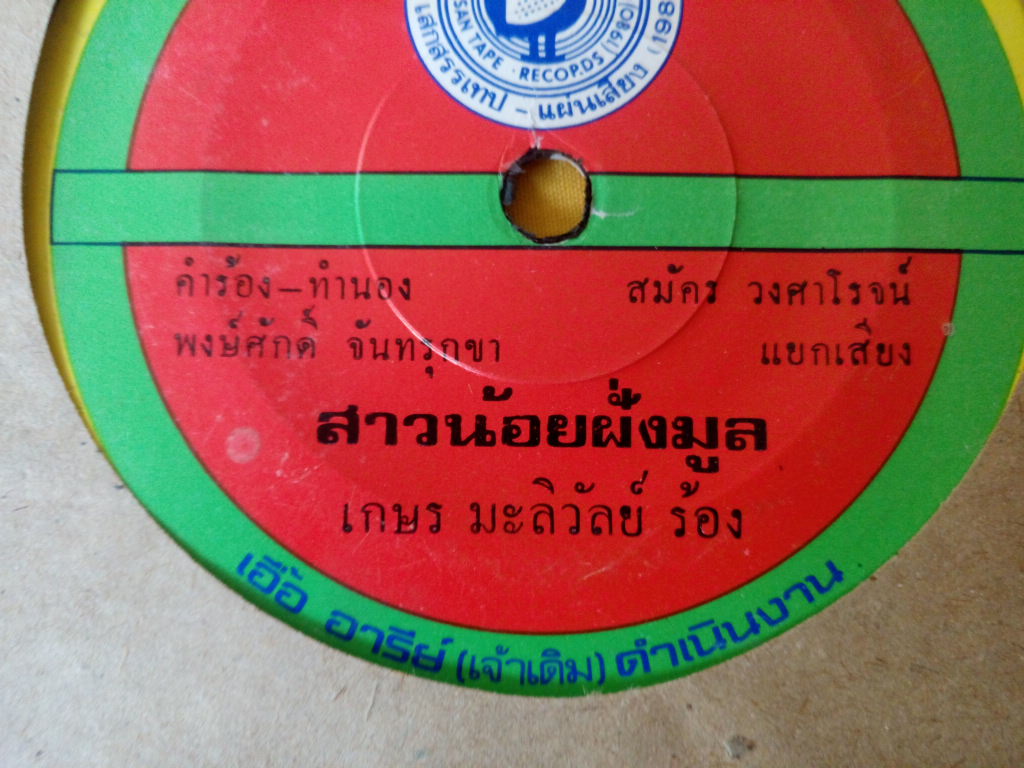 SAN TAPE · RECORDS (1980)
เสกสรรเทป - แผ่นเสียง (198
คำร้อง-ทำนอง
สมัคร วงศาโรจน์
พงษ์ศักดิ์ จันทรุกขา
แยกเสียง
สาวน้อยฝั่งมูล
เกษร มะลิวัลย์ ร้อง
เอื้อ อารีย์ (เจ้าเดิม) ดำเนินงาน